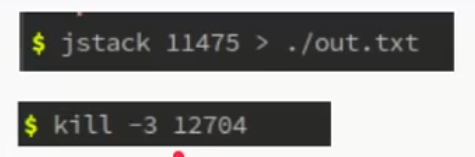 $ jstack 11475 > ./out.txt
$ kill -3 12704